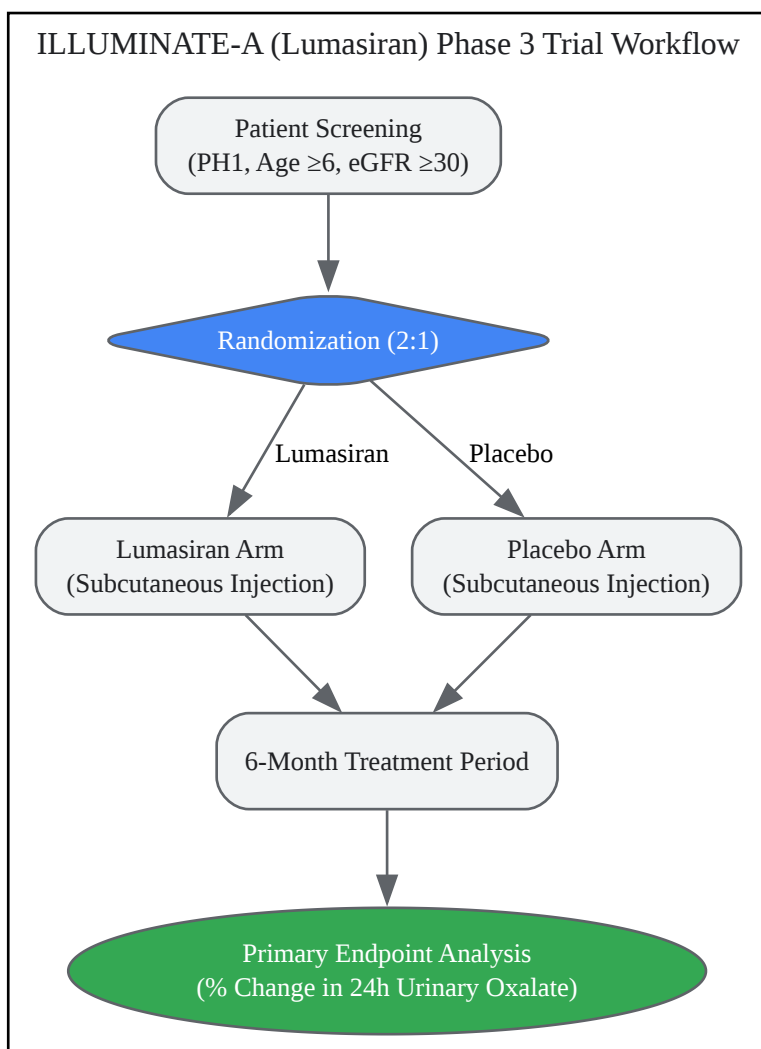 ILLUMINATE-A (Lumasiran) Phase 3 Trial Workflow
Patient Screening
(PH1, Age ≥6, eGFR ≥30)
Randomization (2:1)
Lumasiran
Placebo
Lumasiran Arm
(Subcutaneous Injection)
Placebo Arm
(Subcutaneous Injection)
6-Month Treatment Period
Primary Endpoint Analysis
(% Change in 24h Urinary Oxalate)